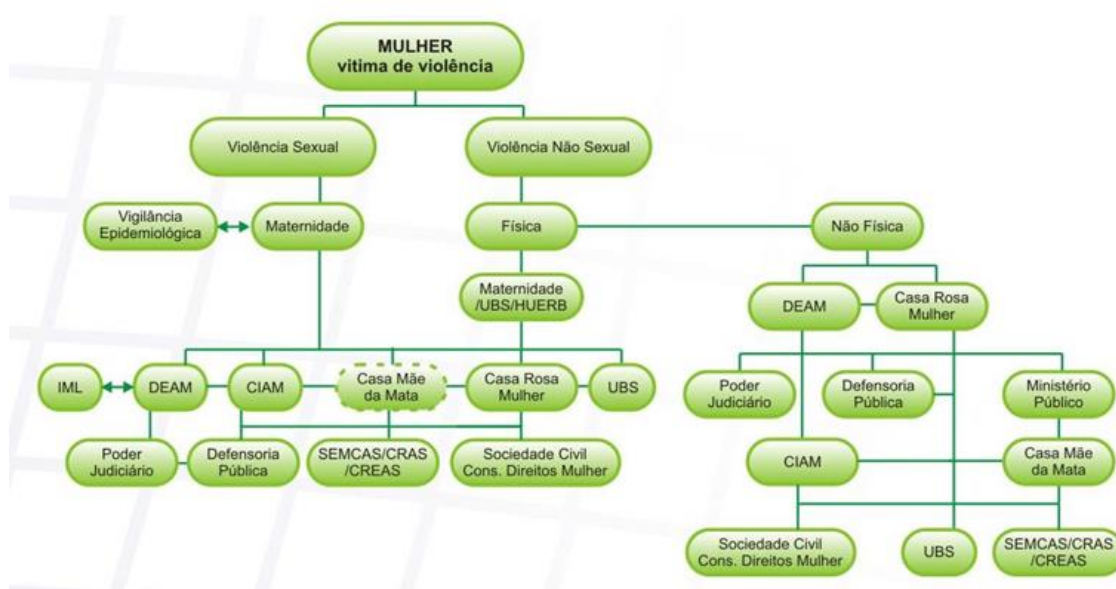 MULHER
vitima de violência
Violência Sexual
Violência Não Sexual
Vigilância
Epidemiológica
Maternidade
Física
Não Física
Maternidade
/UBS/HUERB
DEAM
Casa Rosa
Mulher
IML
DEAM
CIAM
Casa Mãe
da Mata
Casa Rosa
Mulher
UBS
Poder
Judiciário
Defensoria
Pública
Ministério
Público
Poder
Judiciário
Defensoria
Pública
SEMCAS/CRAS
/CREAS
Sociedade Civil
Cons. Direitos Mulher
CIAM
Casa Mãe
da Mata
Sociedade Civil
Cons. Direitos Mulher
UBS
SEMCAS/CRAS
/CREAS